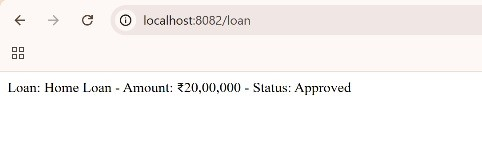 localhost:8082/loan
Loan: Home Loan - Amount: ₹20,00,000 - Status: Approved